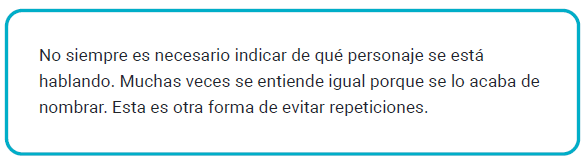 No siempre es necesario indicar de qué personaje se está
hablando. Muchas veces se entiende igual porque se lo acaba de
nombrar. Esta es otra forma de evitar repeticiones.